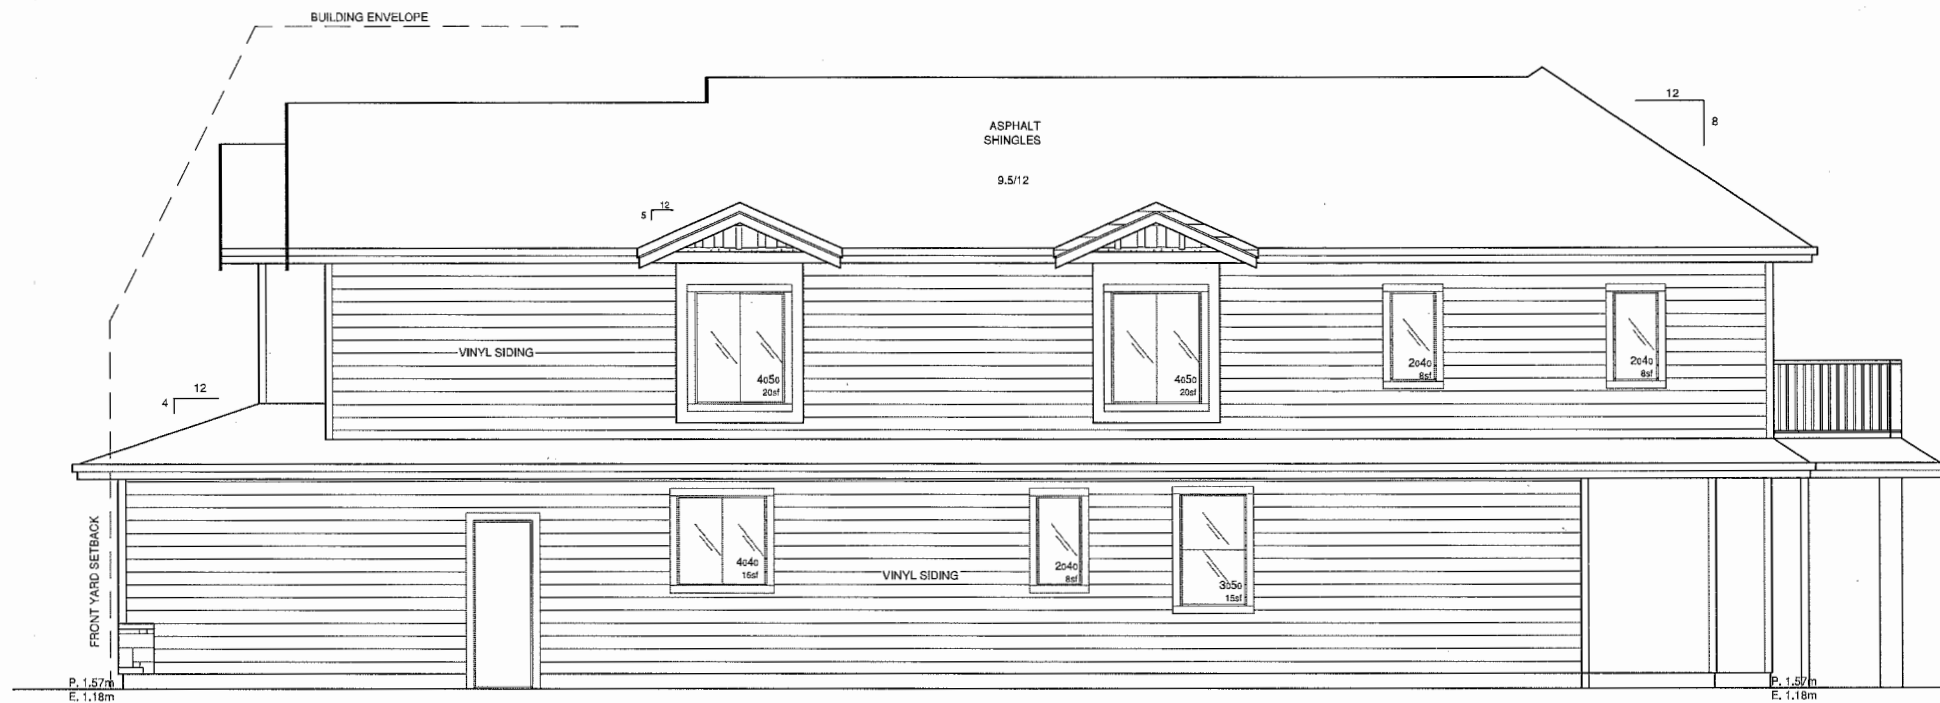 BUILDING ENVELOPE
12
8
ASPHALT
SHINGLES
9.5/12
12
5
VINYL SIDING
4o5o
20sf
4o5o
20sf
2o4o
8sf
2o4o
8sf
12
4
FRONT YARD SETBACK
4o4o
16sf
VINYL SIDING
2o4o
8sf
3o5o
15sf
P. 1.57m
E. 1.18m
P. 1.57m
E. 1.18m